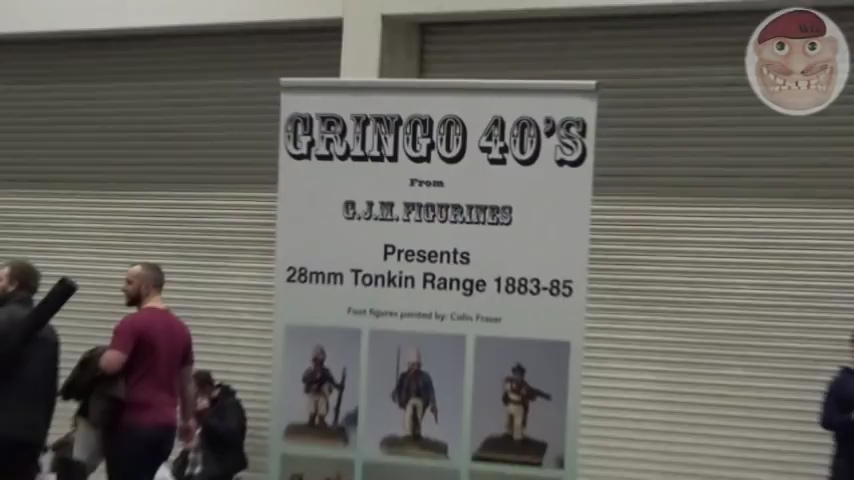 GRINGO 40'S
From
G.J.M. FIGURINES
Presents
28mm Tonkin Range 1883-85
Foot figures painted by: Colin Fraser